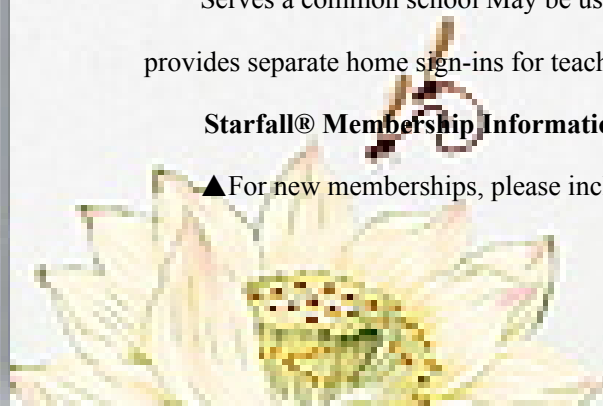 Serves a common school May be us
provides separate home sign-ins for teach
Starfall® Membership Informatio
▲For new memberships, please inc